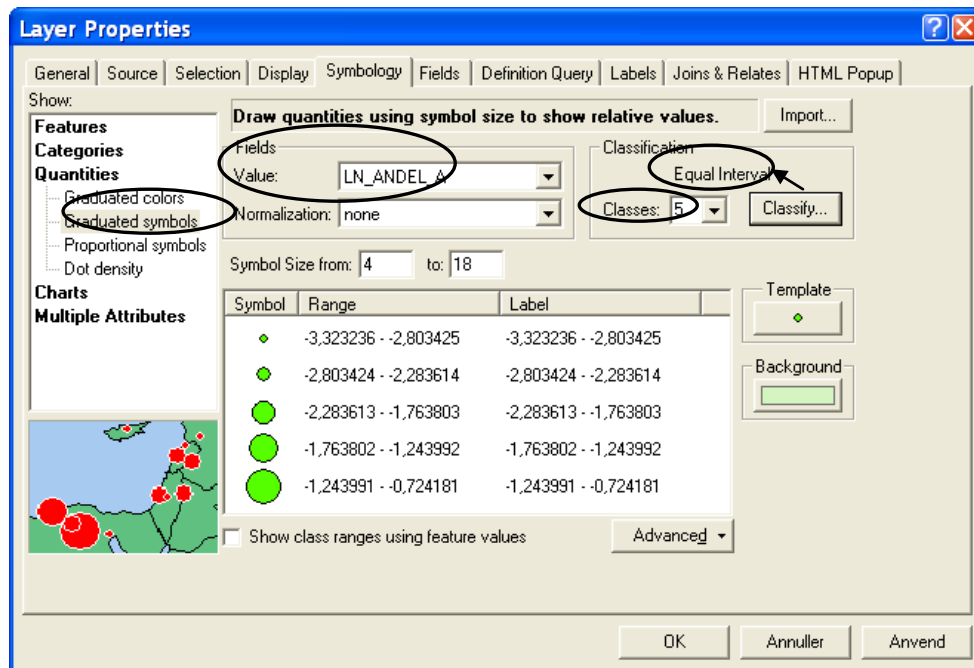 Layer Properties
General Source Selection Display Symbology Fields Definition Query Labels Joins & Relates HTML Popup
Show:
Features
Categories
Quantities
Graduated colors
Graduated symbols
Proportional symbols
Dot density
Charts
Multiple Attributes
Draw quantities using symbol size to show relative values.
Import...
Fields
Value: LN_ANDEL_A
Normalization: none
Classification
Equal Interval
Classes: 5 Classify...
Symbol Size from: 4 to: 18
Symbol Range Label
-3,323236 - -2,803425 -3,323236 - -2,803425
-2,803424 - -2,283614 -2,803424 - -2,283614
-2,283613 - -1,763803 -2,283613 - -1,763803
-1,763802 - -1,243992 -1,763802 - -1,243992
-1,243991 - -0,724181 -1,243991 - -0,724181
Template
Background
Show class ranges using feature values
Advanced
OK Annuller Anvend